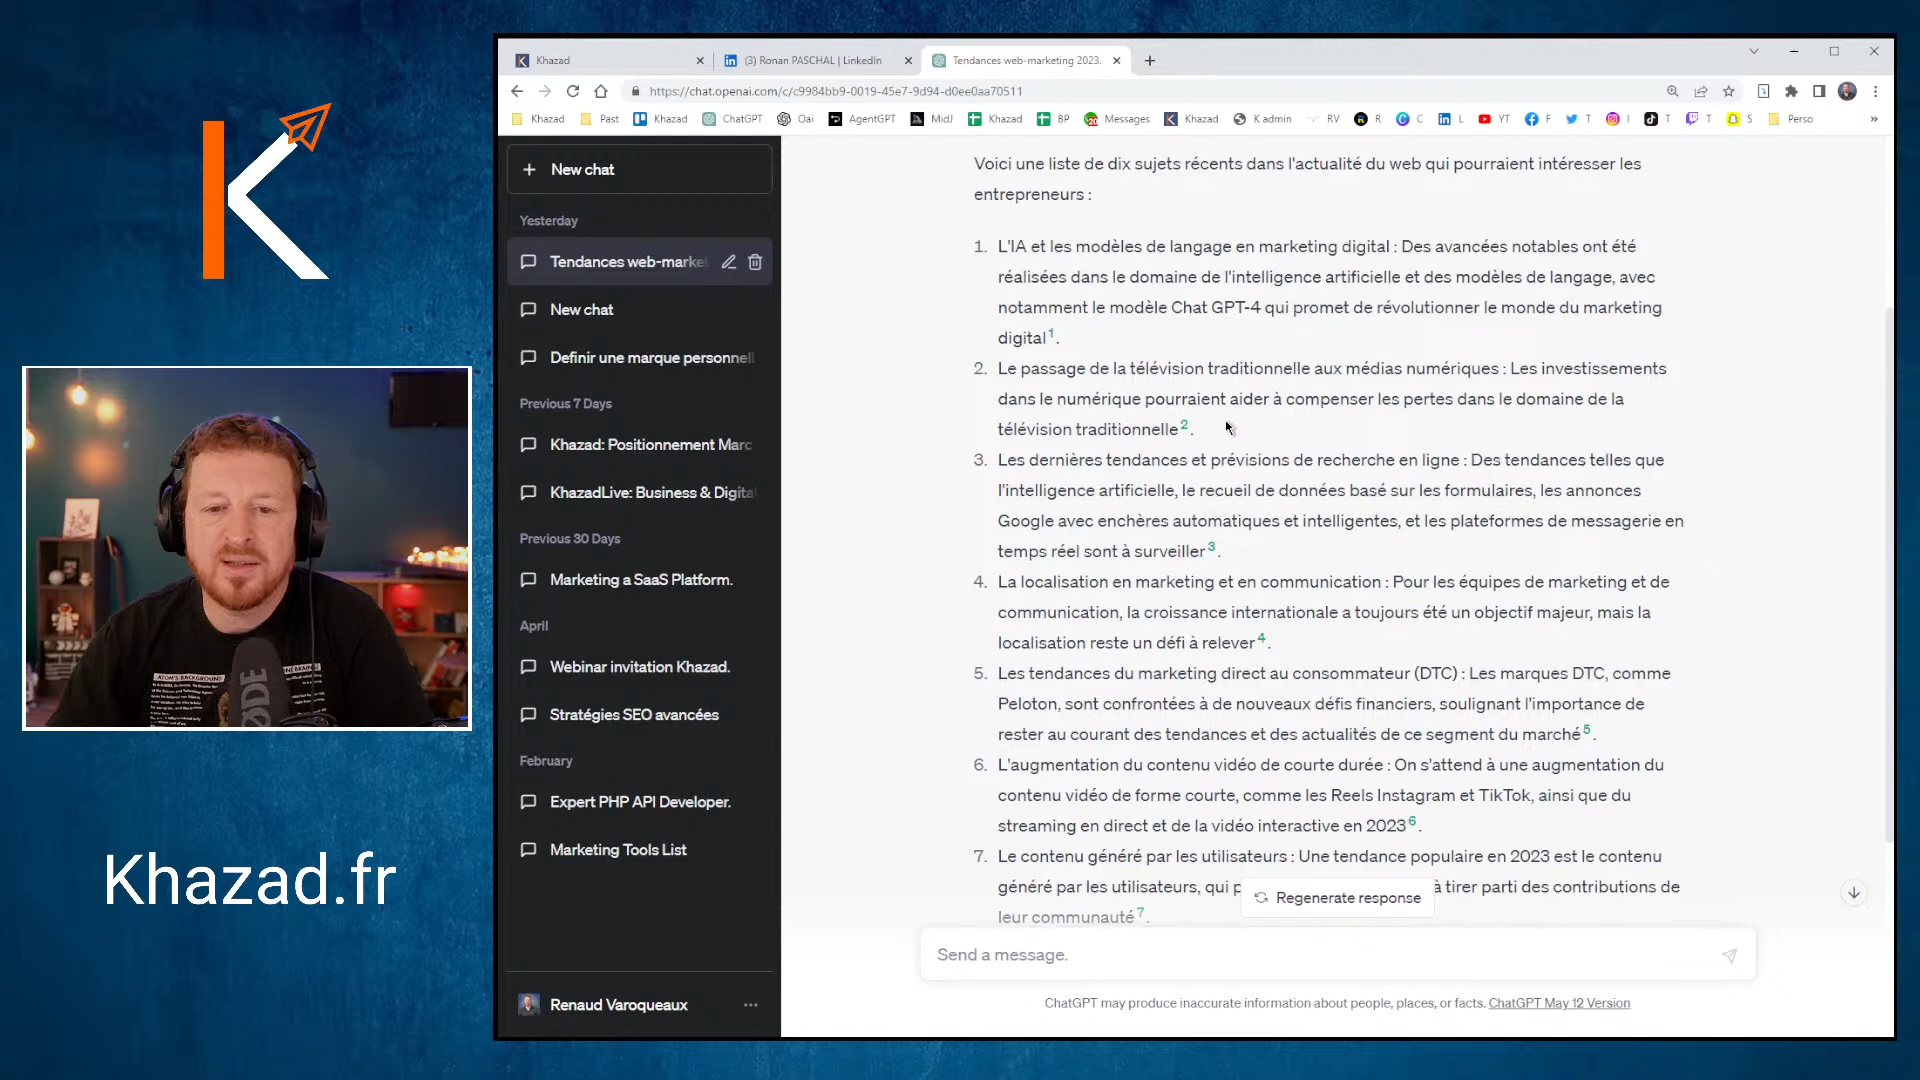 K
Khazad.fr
Khazad
(3) Ronan PASCHAL | LinkedIn
Tendances web-marketing 2023.
https://chat.openai.com/c/c9984bb9-0019-45e7-9d94-d0ee0aa70511
Khazad Past Khazad ChatGPT Oai AgentGPT MidJ Khazad BP Messages Khazad K admin RV R C L YT F T I T T S Perso »
New chat
Yesterday
Tendances web-marke
New chat
Definir une marque personnell
Previous 7 Days
Khazad: Positionnement Marc
KhazadLive: Business & Digita
Previous 30 Days
Marketing a SaaS Platform.
April
Webinar invitation Khazad.
Stratégies SEO avancées
February
Expert PHP API Developer.
Marketing Tools List
Renaud Varoqueaux
Voici une liste de dix sujets récents dans l'actualité du web qui pourraient intéresser les
entrepreneurs :
1. L'IA et les modèles de langage en marketing digital : Des avancées notables ont été
réalisées dans le domaine de l'intelligence artificielle et des modèles de langage, avec
notamment le modèle Chat GPT-4 qui promet de révolutionner le monde du marketing
digital1.
2. Le passage de la télévision traditionnelle aux médias numériques : Les investissements
dans le numérique pourraient aider à compenser les pertes dans le domaine de la
télévision traditionnelle2.
3. Les dernières tendances et prévisions de recherche en ligne : Des tendances telles que
l'intelligence artificielle, le recueil de données basé sur les formulaires, les annonces
Google avec enchères automatiques et intelligentes, et les plateformes de messagerie en
temps réel sont à surveiller3.
4. La localisation en marketing et en communication : Pour les équipes de marketing et de
communication, la croissance internationale a toujours été un objectif majeur, mais la
localisation reste un défi à relever4.
5. Les tendances du marketing direct au consommateur (DTC) : Les marques DTC, comme
Peloton, sont confrontées à de nouveaux défis financiers, soulignant l'importance de
rester au courant des tendances et des actualités de ce segment du marché5.
6. L'augmentation du contenu vidéo de courte durée : On s'attend à une augmentation du
contenu vidéo de forme courte, comme les Reels Instagram et TikTok, ainsi que du
streaming en direct et de la vidéo interactive en 20236.
7. Le contenu généré par les utilisateurs : Une tendance populaire en 2023 est le contenu
généré par les utilisateurs, qui p à tirer parti des contributions de
leur communauté7.
Regenerate response
Send a message.
ChatGPT may produce inaccurate information about people, places, or facts. ChatGPT May 12 Version
ATOM'S BACKGROUND